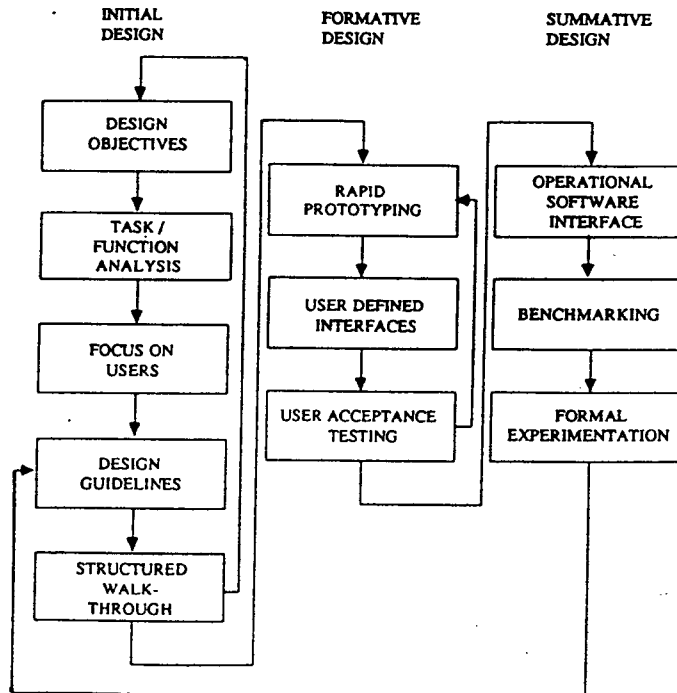 INITIAL
DESIGN
DESIGN
OBJECTIVES
TASK /
FUNCTION
ANALYSIS
FOCUS ON
USERS
DESIGN
GUIDELINES
STRUCTURED
WALK-
THROUGH
FORMATIVE
DESIGN
RAPID
PROTOTYPING
USER DEFINED
INTERFACES
USER ACCEPTANCE
TESTING
SUMMATIVE
DESIGN
OPERATIONAL
SOFTWARE
INTERFACE
BENCHMARKING
FORMAL
EXPERIMENTATION